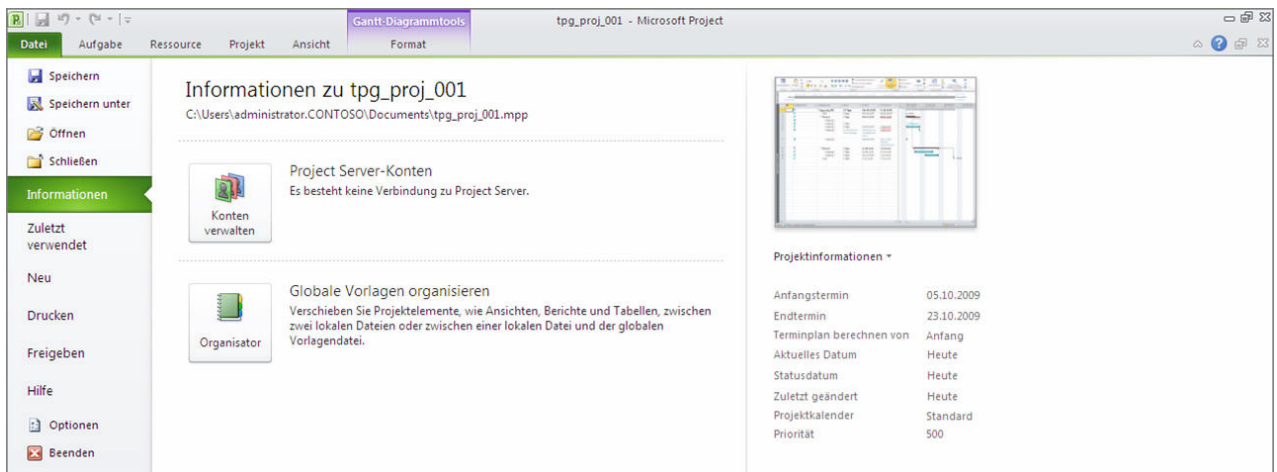 Gantt-Diagrammtools
tpg_proj_001 - Microsoft Project
Datei Aufgabe Ressource Projekt Ansicht Format
Speichern
Speichern unter
Öffnen
Schließen
Informationen
Zuletzt
verwendet
Neu
Drucken
Freigeben
Hilfe
Optionen
Beenden
Informationen zu tpg_proj_001
C:\Users\administrator.CONTOSO\Documents\tpg_proj_001.mpp
Konten
verwalten
Project Server-Konten
Es besteht keine Verbindung zu Project Server.
Organisator
Globale Vorlagen organisieren
Verschieben Sie Projektelemente, wie Ansichten, Berichte und Tabellen, zwischen
zwei lokalen Dateien oder zwischen einer lokalen Datei und der globalen
Vorlagendatei.
Projektinformationen
Anfangstermin 05.10.2009
Endtermin 23.10.2009
Terminplan berechnen von Anfang
Aktuelles Datum Heute
Statusdatum Heute
Zuletzt geändert Heute
Projektkalender Standard
Priorität 500